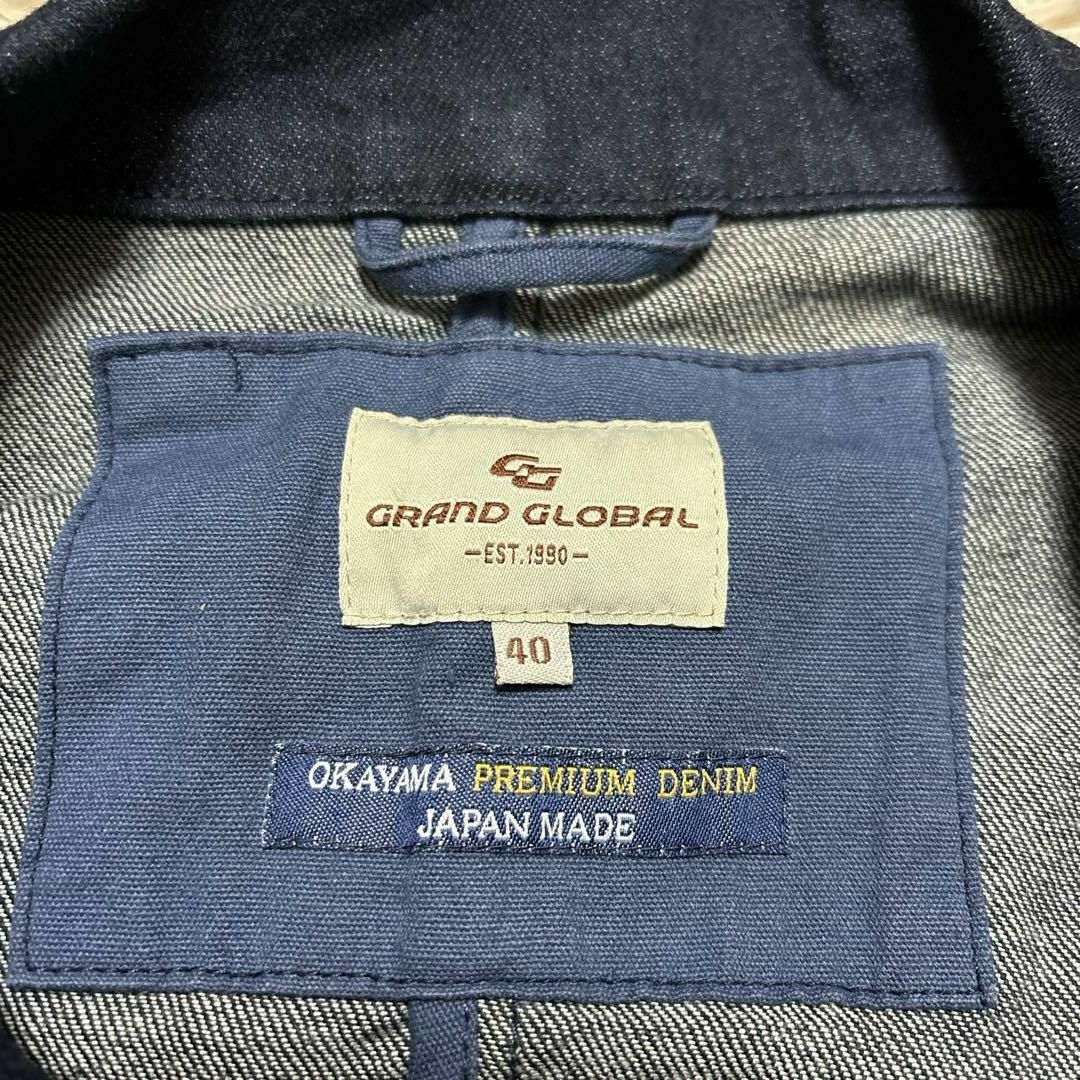 GG
GRAND GLOBAL
-EST.1990-
40
OKAYAMA PREMIUM DENIM
JAPAN MADE